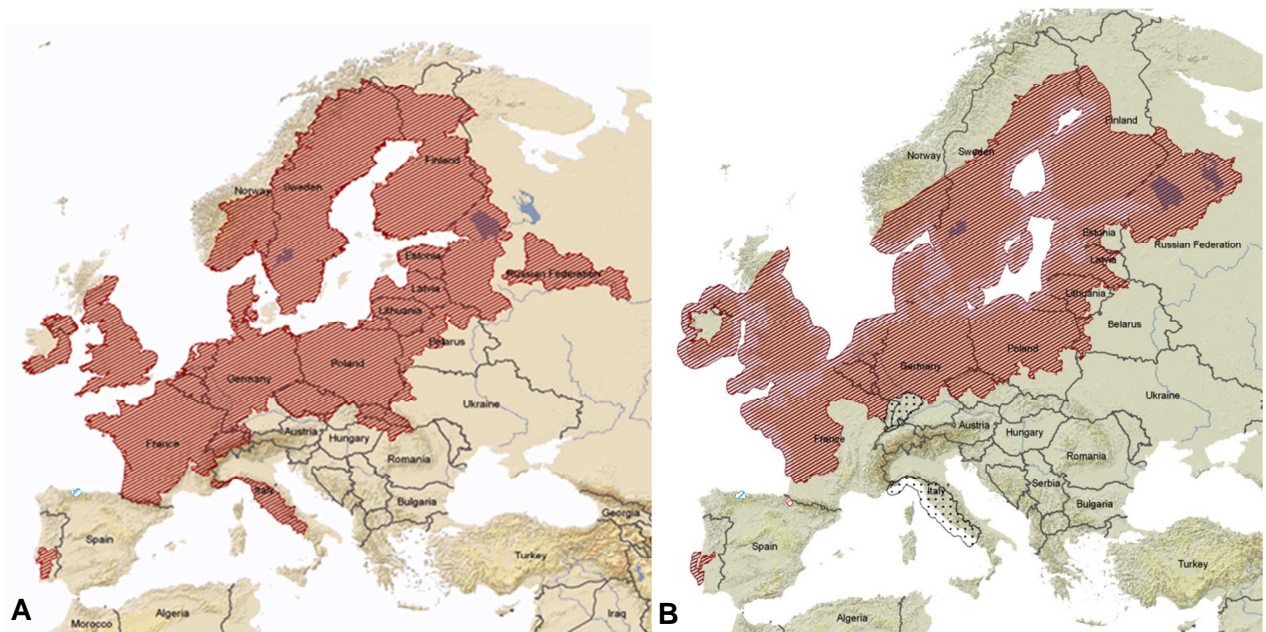 Finland
Norway
Sweden
Estonia
Russian Federation
Latvia
Lithuania
Belarus
Germany
Poland
Ukraine
France
Austria
Hungary
Romania
Italy
Bulgaria
Spain
Georgia
Turkey
Algeria
Iraq
Morocco
A
Finland
Norway
Sweden
Estonia
Russian Federation
Latvia
Lithuania
Belarus
Poland
Germany
Ukraine
Austria
France
Hungary
Romania
Serbia
Italy
Bulgaria
Spain
Turkey
Algeria
B